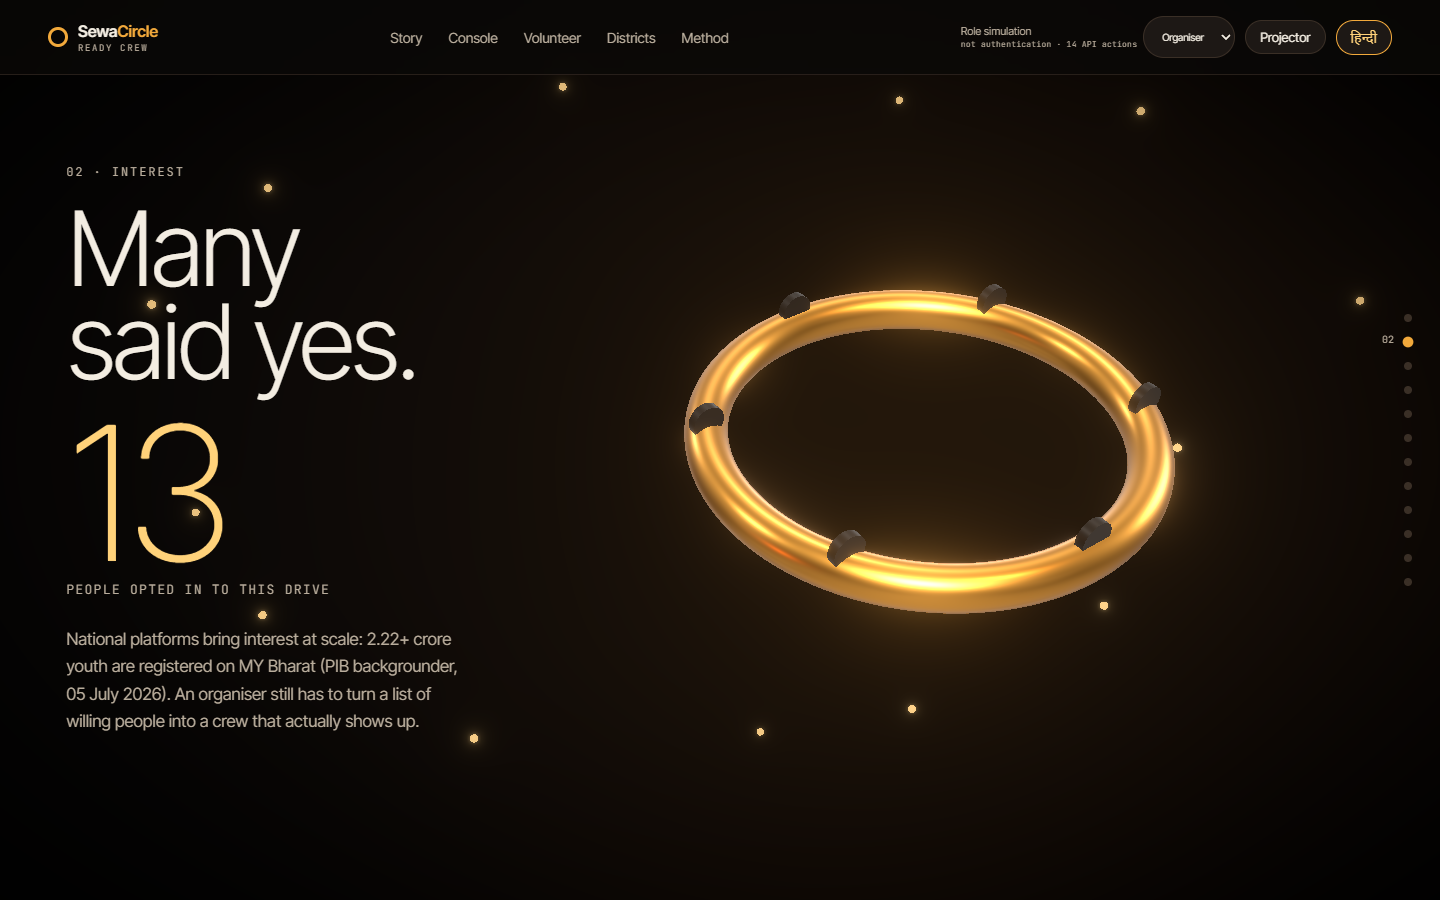 SewaCircle
READY CREW
Story
Console
Volunteer
Districts
Method
Role simulation
not authentication · 14 API actions
Organiser
Projector
हिन्दी
02 · INTEREST
Many
said yes.
13
PEOPLE OPTED IN TO THIS DRIVE
National platforms bring interest at scale: 2.22+ crore
youth are registered on MY Bharat (PIB backgrounder,
05 July 2026). An organiser still has to turn a list of
willing people into a crew that actually shows up.
02